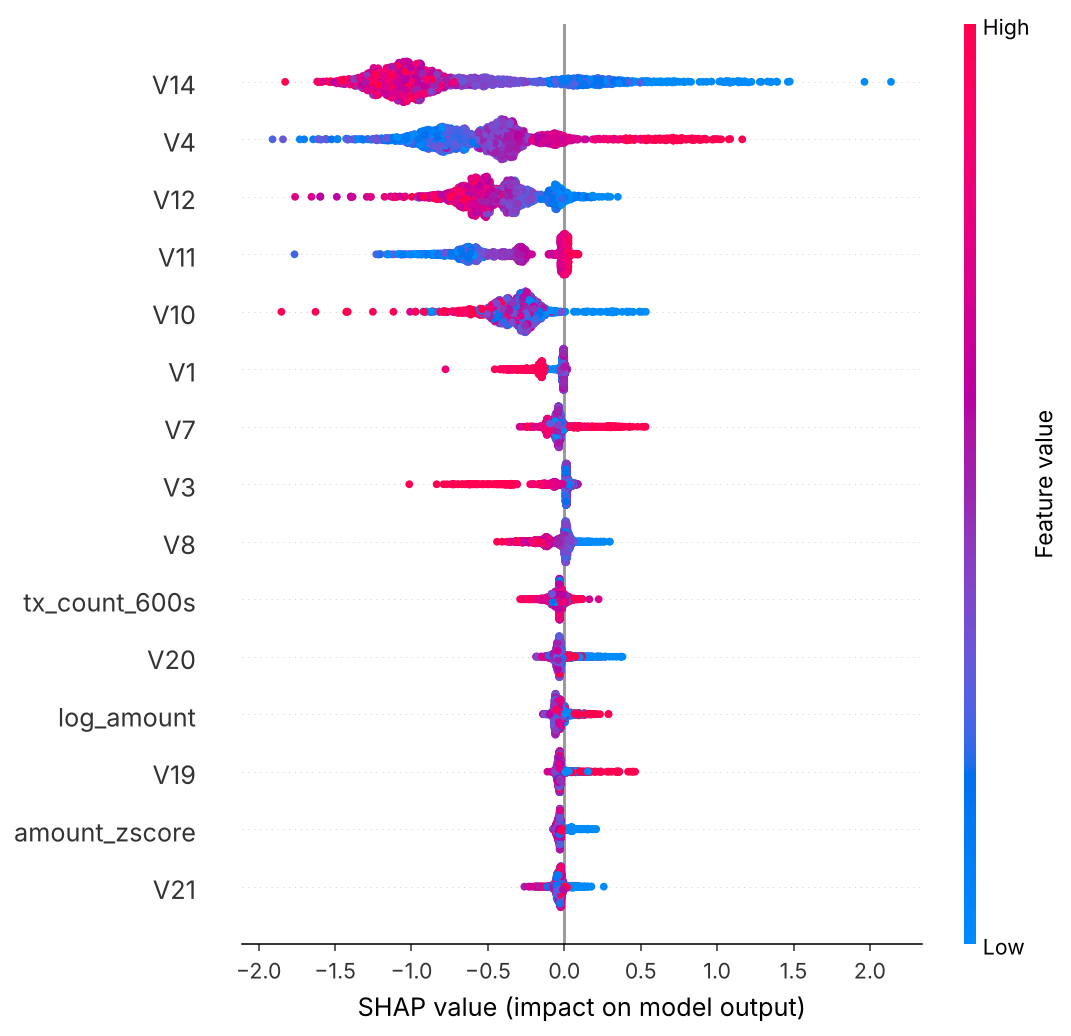 High
V14
V4
V12
V11
V10
V1
V7
V3
V8
tx_count_600s
V20
log_amount
V19
amount_zscore
V21
Feature value
Low
−2.0 −1.5 −1.0 −0.5 0.0 0.5 1.0 1.5 2.0
SHAP value (impact on model output)